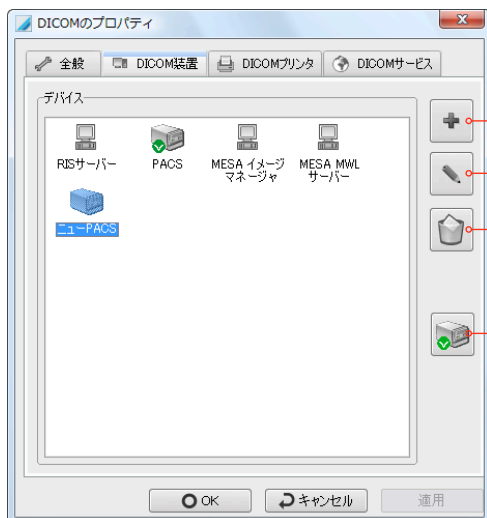 DICOMのプロパティ
全般 DICOM装置 DICOMプリンタ DICOMサービス
デバイス
RISサーバー PACS MESA イメージ マネージャ MESA MWL サーバー
ニューPACS
OK キャンセル 適用